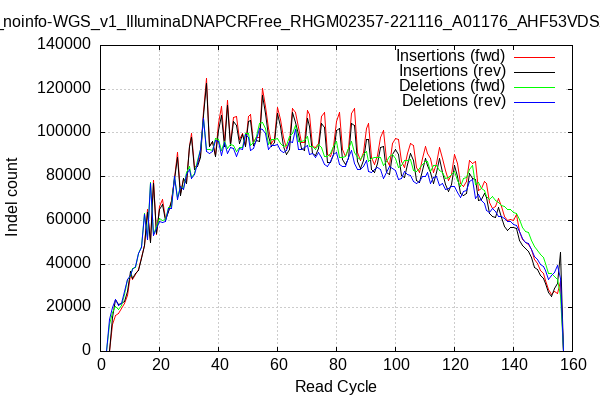 _noinfo-WGS_v1_IlluminaDNAPCRFree_RHGM02357-221116_A01176_AHF53VDS
Insertions (fwd)
Insertions (rev)
Deletions (fwd)
Deletions (rev)
Indel count
140000
120000
100000
80000
60000
40000
20000
0
0 20 40 60 80 100 120 140 160
Read Cycle